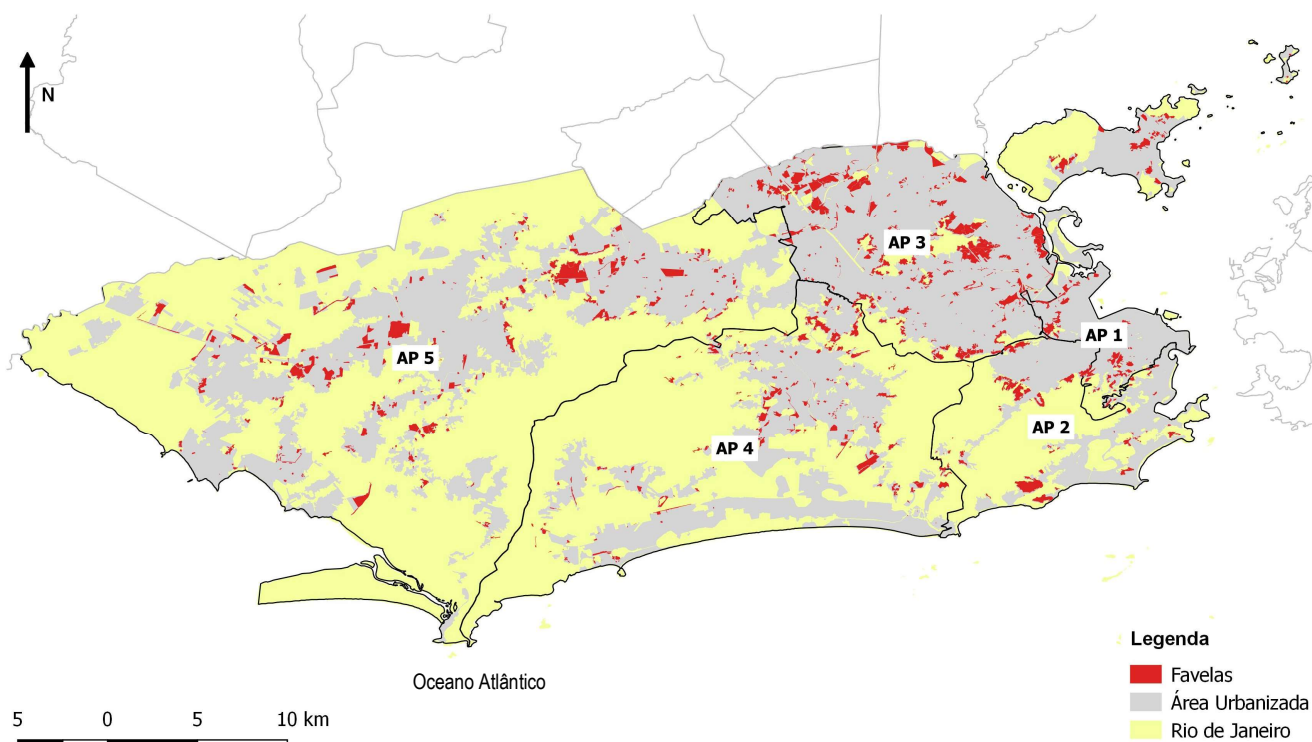 N
AP 3
AP 1
AP 5
AP 2
AP 4
Oceano Atlântico
Legenda
Favelas
Área Urbanizada
Rio de Janeiro
5 0 5 10 km